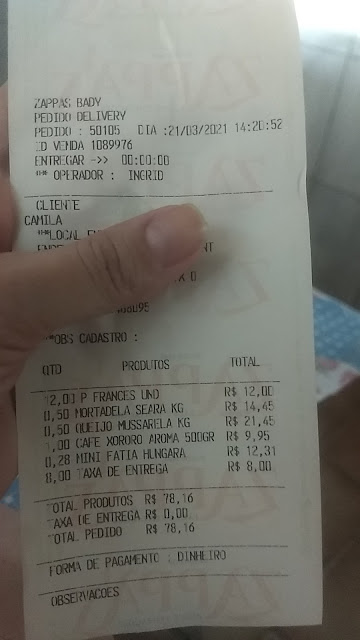 ZAPPAS BADY
PEDIDO DELIVERY
PEDIDO : 50105 DIA :21/03/2021 14:20:52
ID VENDA 1089976
ENTREGAR ->> 00:00:00
** OPERADOR : INGRID
CLIENTE
CAMILA
**LOCAL
**OBS CADASTRO :
QTD PRODUTOS TOTAL
12,00 P FRANCES UND R$ 12,00
0,50 MORTADELA SEARA KG R$ 14,45
0,50 QUEIJO MUSSARELA KG R$ 21,45
1,00 CAFE XORORO AROMA 500GR R$ 9,95
0,28 MINI FATIA HUNGARA R$ 12,31
8,00 TAXA DE ENTREGA R$ 8,00
TOTAL PRODUTOS R$ 78,16
TAXA DE ENTREGA R$ 0,00
TOTAL PEDIDO R$ 78,16
FORMA DE PAGAMENTO : DINHEIRO
OBSERVACOES